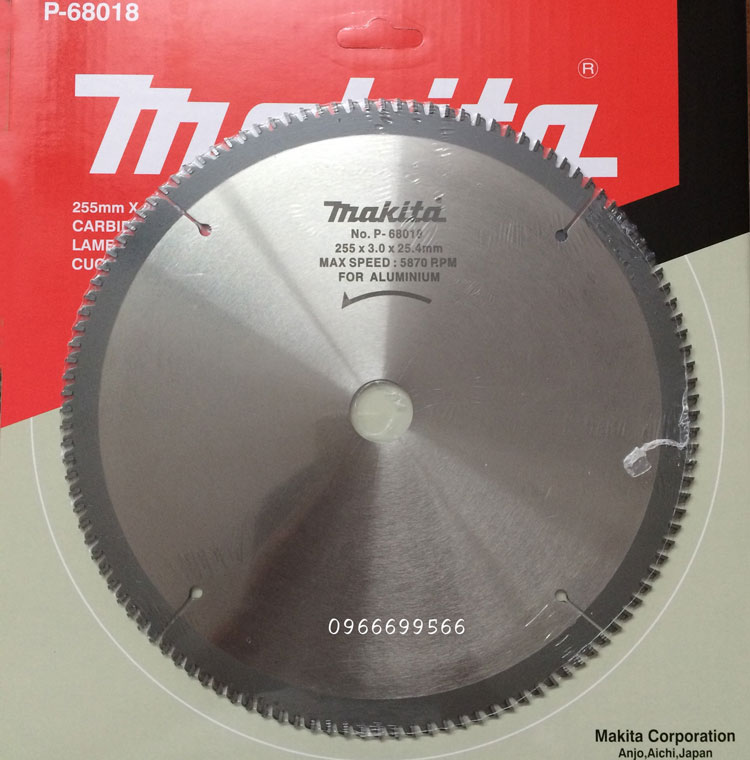 P-68018
makita ®
255mm X
CARBID
LAME
CUC
makita
No. P- 68018
255 x 3.0 x 25.4mm
MAX SPEED : 5870 RPM
FOR ALUMINIUM
0966699566
Makita Corporation
Anjo,Aichi,Japan